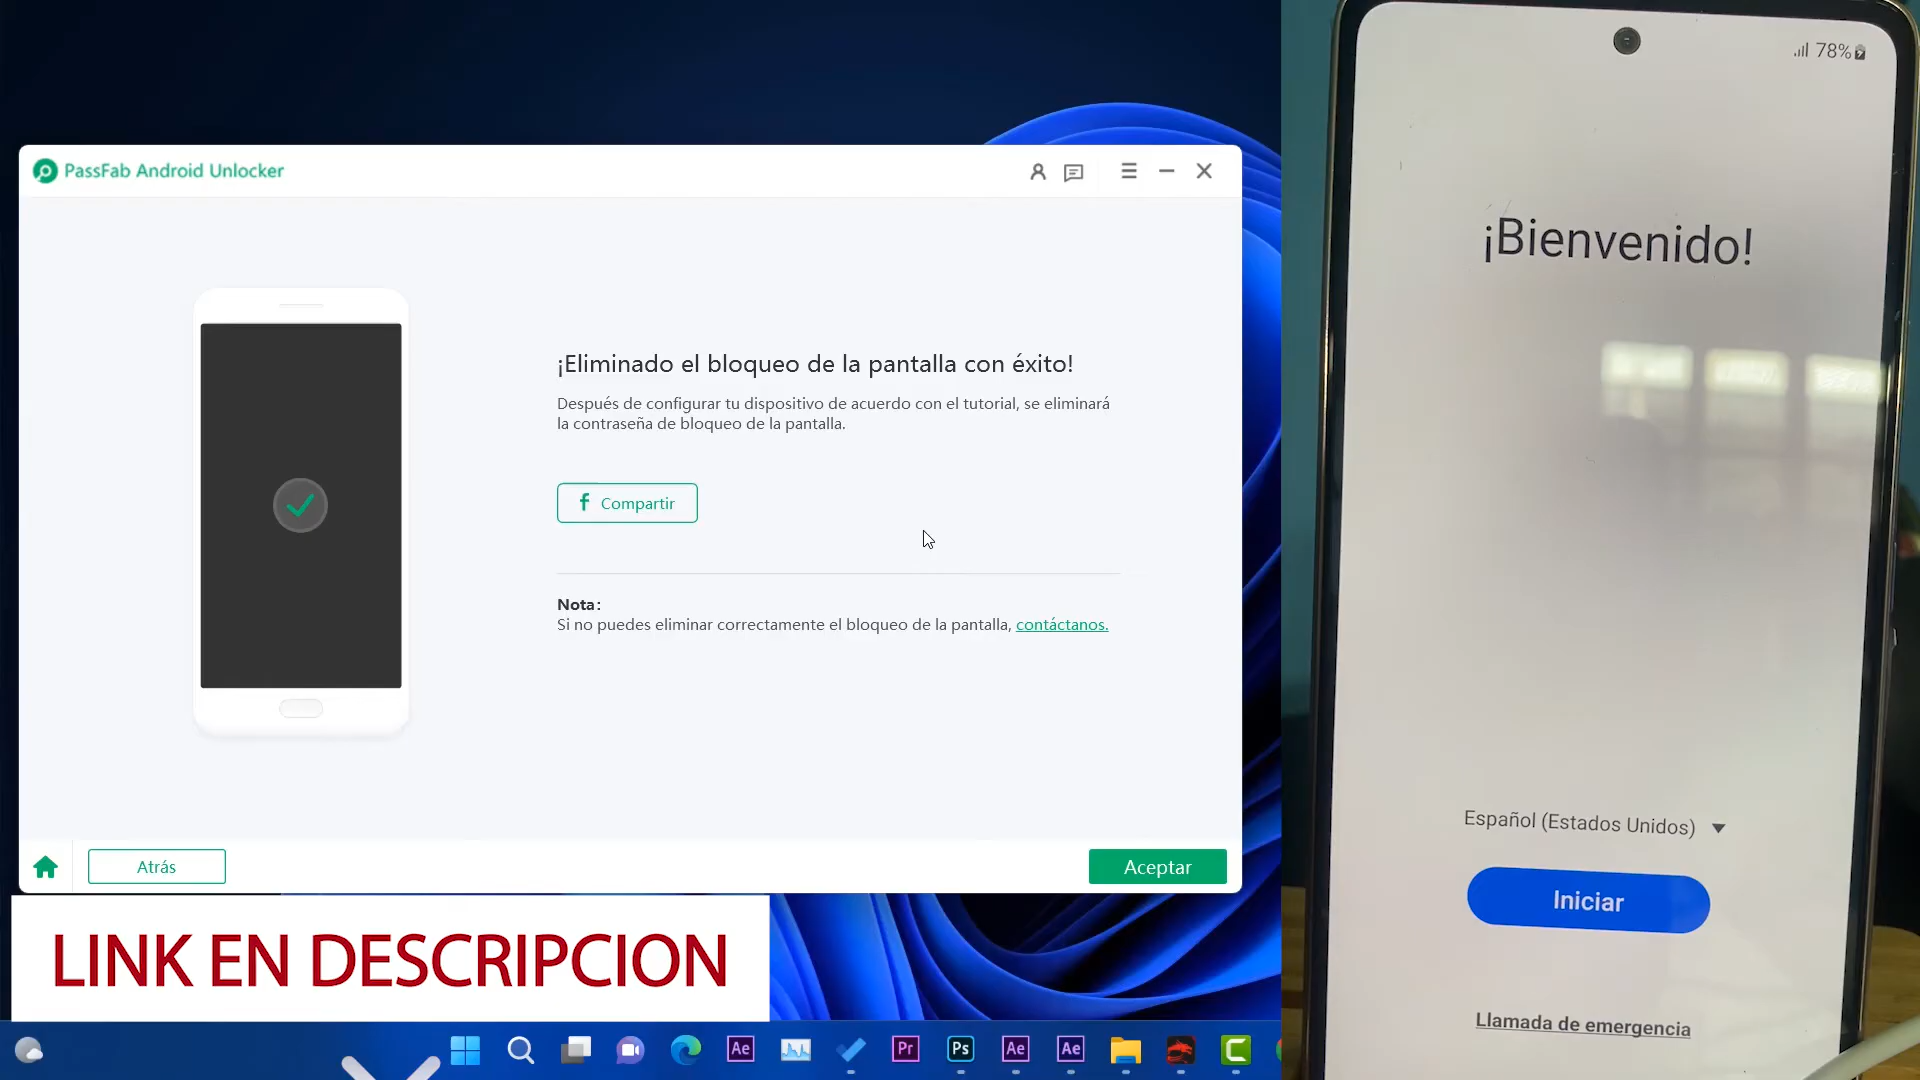 PassFab Android Unlocker
¡Eliminado el bloqueo de la pantalla con éxito!
Después de configurar tu dispositivo de acuerdo con el tutorial, se eliminará
la contraseña de bloqueo de la pantalla.
f Compartir
Nota:
Si no puedes eliminar correctamente el bloqueo de la pantalla, contáctanos.
Atrás
Aceptar
LINK EN DESCRIPCION
Ae
Pr
Ps
Ae
Ae
78%
¡Bienvenido!
Español (Estados Unidos)
Iniciar
Llamada de emergencia